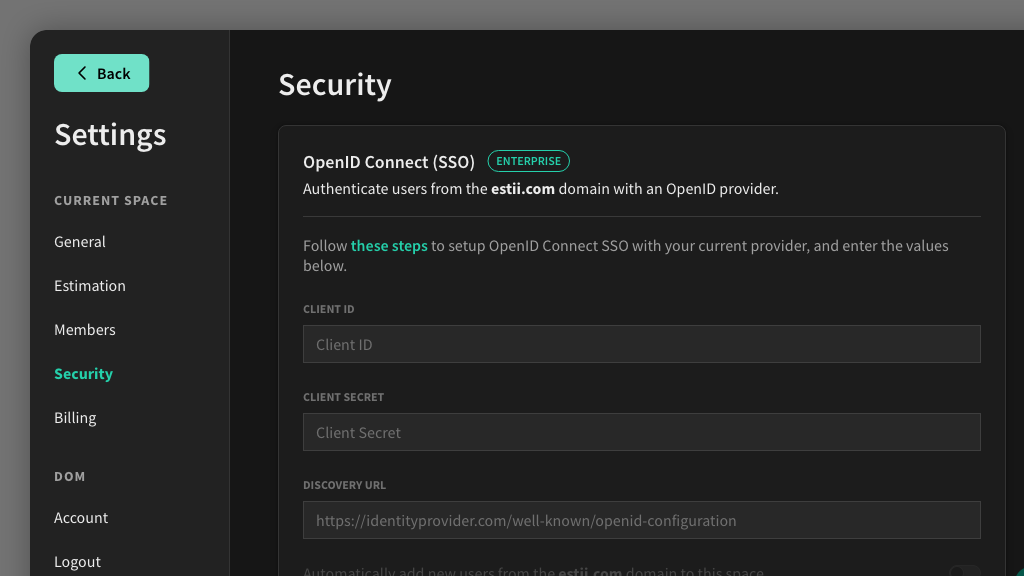 Back
Settings
CURRENT SPACE
General
Estimation
Members
Security
Billing
DOM
Account
Logout
Security
OpenID Connect (SSO) ENTERPRISE
Authenticate users from the estii.com domain with an OpenID provider.
Follow these steps to setup OpenID Connect SSO with your current provider, and enter the values
below.
CLIENT ID
Client ID
CLIENT SECRET
Client Secret
DISCOVERY URL
https://identityprovider.com/well-known/openid-configuration
Automatically add new users from the estii.com domain to this space